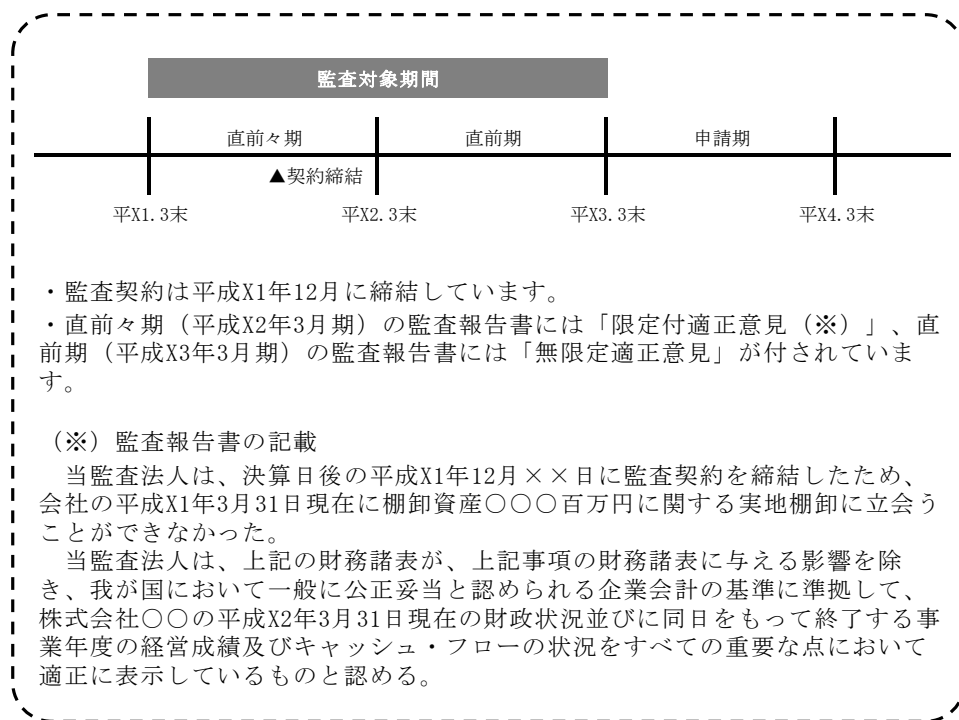 監査対象期間
直前々期 直前期 申請期
▲契約締結
平X1.3末 平X2.3末 平X3.3末 平X4.3末
・監査契約は平成X1年12月に締結しています。
・直前々期（平成X2年3月期）の監査報告書には「限定付適正意見（※）」、直
前期（平成X3年3月期）の監査報告書には「無限定適正意見」が付されていま
す。
（※）監査報告書の記載
当監査法人は、決算日後の平成X1年12月××日に監査契約を締結したため、
会社の平成X1年3月31日現在に棚卸資産○○○百万円に関する実地棚卸に立会う
ことができなかった。
当監査法人は、上記の財務諸表が、上記事項の財務諸表に与える影響を除
き、我が国において一般に公正妥当と認められる企業会計の基準に準拠して、
株式会社○○の平成X2年3月31日現在の財政状況並びに同日をもって終了する事
業年度の経営成績及びキャッシュ・フローの状況をすべての重要な点において
適正に表示しているものと認める。